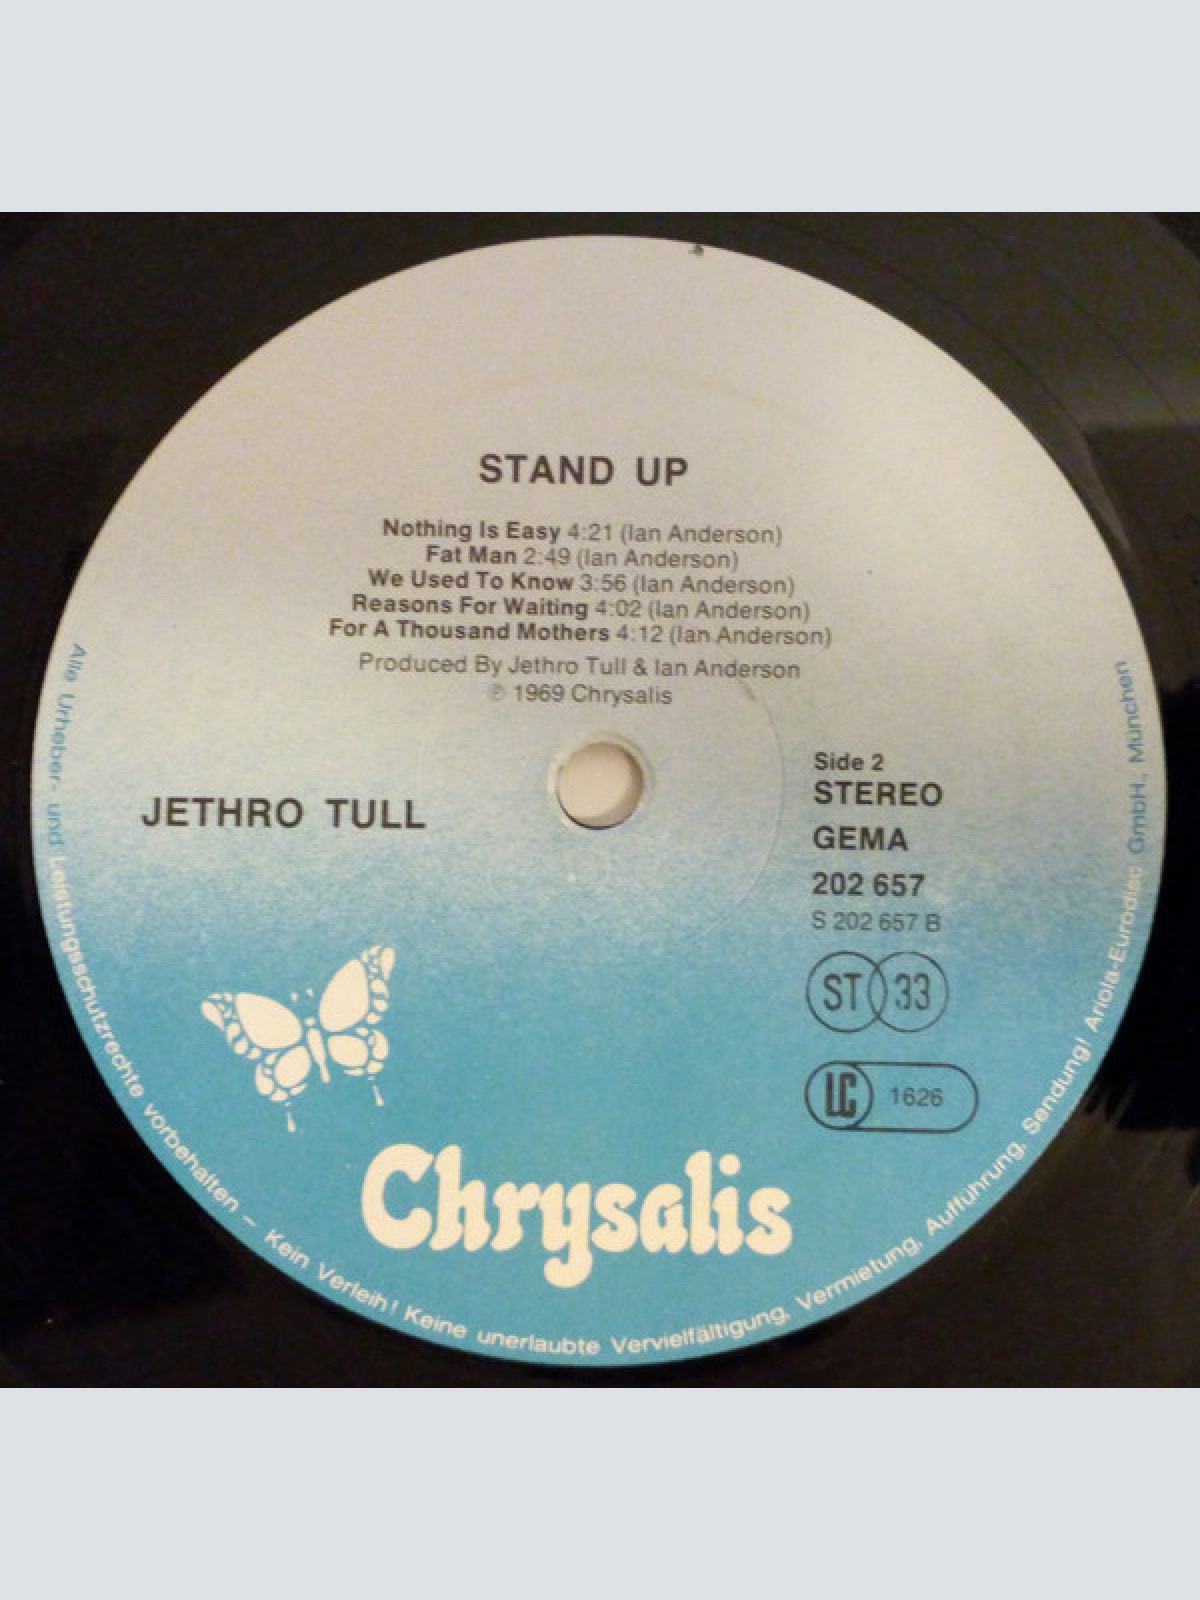 STAND UP
Nothing Is Easy 4:21 (Ian Anderson)
Fat Man 2:49 (Ian Anderson)
We Used To Know 3:56 (Ian Anderson)
Reasons For Waiting 4:02 (Ian Anderson)
For A Thousand Mothers 4:12 (Ian Anderson)
Produced By Jethro Tull & Ian Anderson
℗ 1969 Chrysalis
JETHRO TULL
Side 2
STEREO
GEMA
202 657
S 202 657 B
ST 33
LC 1626
Chrysalis
Alle Urheber- und Leistungsschutzrechte vorbehalten – Kein Verleih! Keine unerlaubte Vervielfältigung, Vermietung, Aufführung, Sendung! Ariola-Eurodisc GmbH., München